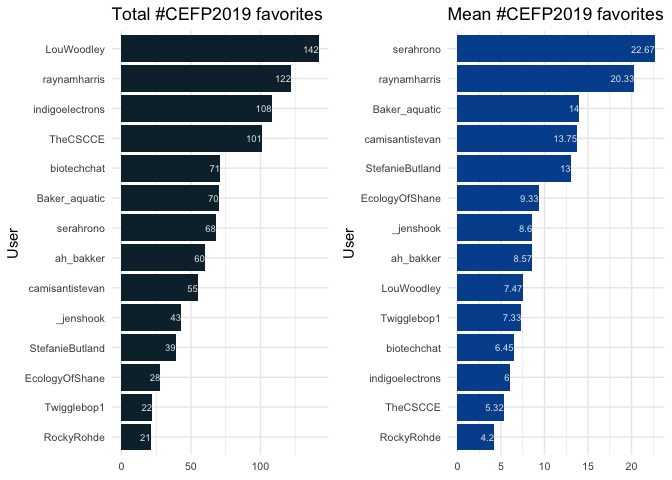 Total #CEFP2019 favorites
User
LouWoodley 142
raynamharris 122
indigoelectrons 108
TheCSCCE 101
biotechchat 71
Baker_aquatic 70
serahrono 68
ah_bakker 60
camisantistevan 55
_jenshook 43
StefanieButland 39
EcologyOfShane 28
Twigglebop1 22
RockyRohde 21
0 50 100
Mean #CEFP2019 favorites
User
serahrono 22.67
raynamharris 20.33
Baker_aquatic 14
camisantistevan 13.75
StefanieButland 13
EcologyOfShane 9.33
_jenshook 8.6
ah_bakker 8.57
LouWoodley 7.47
Twigglebop1 7.33
biotechchat 6.45
indigoelectrons 6
TheCSCCE 5.32
RockyRohde 4.2
0 5 10 15 20